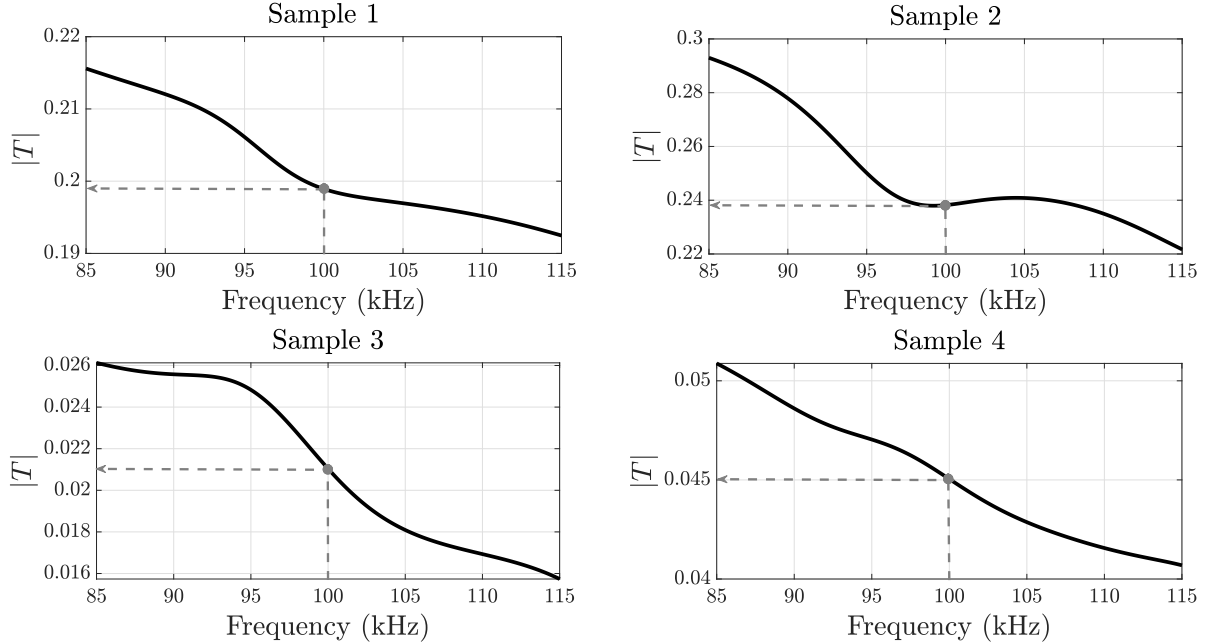 Sample 1
0.22
0.21
0.2
0.19
|T|
85 90 95 100 105 110 115
Frequency (kHz)
Sample 2
0.3
0.28
0.26
0.24
0.22
|T|
85 90 95 100 105 110 115
Frequency (kHz)
Sample 3
0.026
0.024
0.022
0.02
0.018
0.016
|T|
85 90 95 100 105 110 115
Frequency (kHz)
Sample 4
0.05
0.045
0.04
|T|
85 90 95 100 105 110 115
Frequency (kHz)